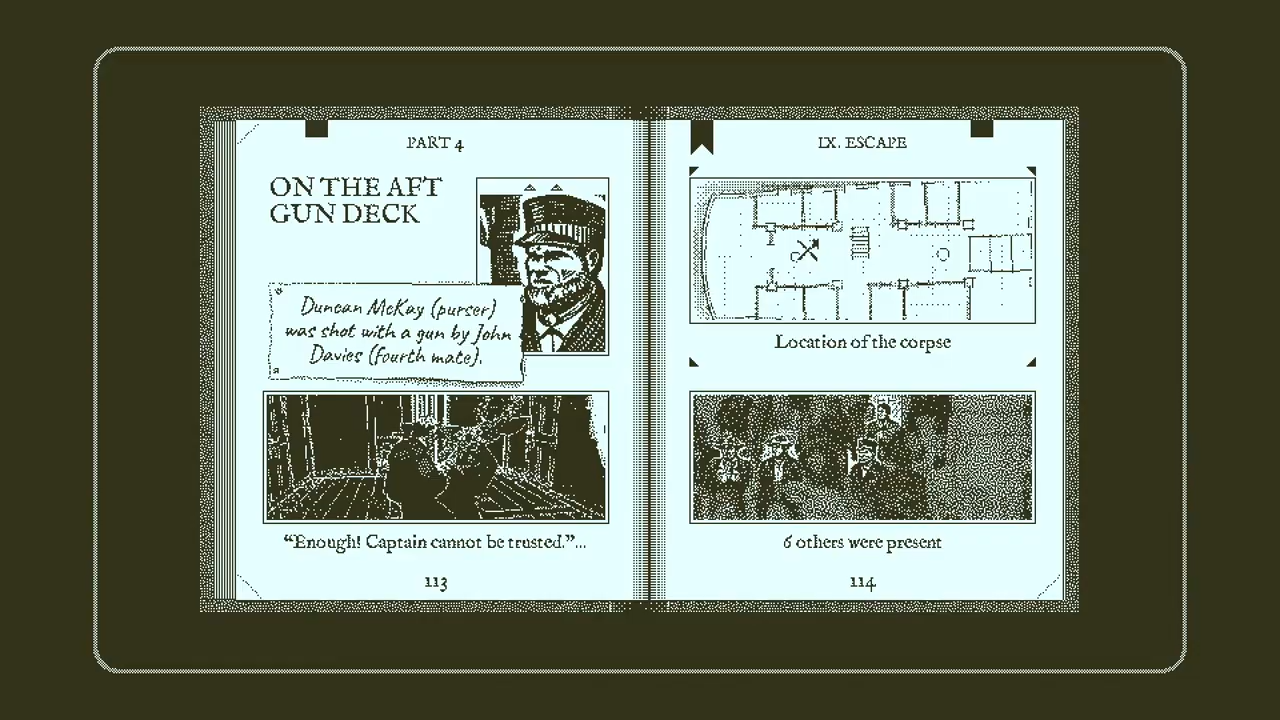 PART 4
ON THE AFT
GUN DECK
Duncan McKay (purser)
was shot with a gun by John
Davies (fourth mate).
“Enough! Captain cannot be trusted.”...
113
IX. ESCAPE
Location of the corpse
6 others were present
114